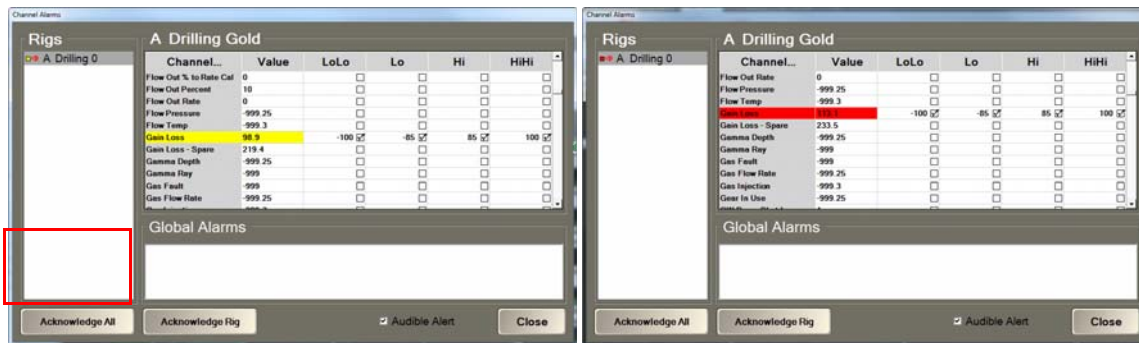 Channel Alarms
Rigs
A Drilling 0
A Drilling Gold
Channel... Value LoLo Lo Hi HiHi
Flow Out % to Rate Cal 0
Flow Out Percent 10
Flow Out Rate 0
Flow Pressure -999.25
Flow Temp -999.3
Gain Loss 98.9 -100 -85 85 100
Gain Loss - Spare 219.4
Gamma Depth -999.25
Gamma Ray -999
Gas Fault -999
Gas Flow Rate -999.25
Global Alarms
Acknowledge All Acknowledge Rig Audible Alert Close
Channel Alarms
Rigs
A Drilling 0
A Drilling Gold
Channel... Value LoLo Lo Hi HiHi
Flow Out Rate 0
Flow Pressure -999.25
Flow Temp -999.3
Gain Loss -100 -85 85 100
Gain Loss - Spare 233.5
Gamma Depth -999.25
Gamma Ray -999
Gas Fault -999
Gas Flow Rate -999.25
Gas Injection -999.3
Gear In Use -999.25
Global Alarms
Acknowledge All Acknowledge Rig Audible Alert Close